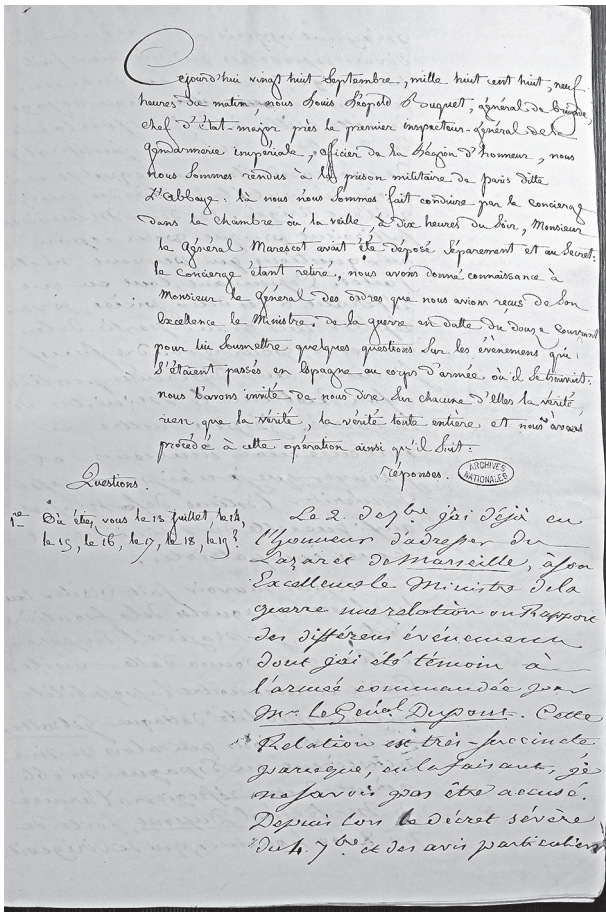 Cejourd'hui vingt huit Septembre, mille huit cent huit, neuf
heures du matin, nous Louis Léopold Buquet, général de brigade,
chef d'état-major près le premier inspecteur-général de la
gendarmerie impériale, officier de la Légion d'honneur, nous
nous sommes rendus à la prison militaire de paris ditte
L'abbaye: là nous nous sommes fait conduire par le concierge
dans la chambre où, la veille, à dix heures du soir, Monsieur
le Général Marescot avait été déposé séparement et au Secret:
le concierge étant retiré, nous avons donné connaissance à
Monsieur le Général des ordres que nous avions reçus de Son
Excellence le Ministre de la guerre en datte du douze courrant
pour lui soumettre quelques questions sur les évènemens qui
s'étaient passés en Espagne au corps d'armée où il se trouvait:
nous l'avons invité de nous dire sur chacune d'elles la vérité,
rien que la vérité, la vérité toute entière et nous avons
procédé à cette opération ainsi qu'il suit:
Questions.
réponses.
ARCHIVES
NATIONALES
1re Où étiez vous le 13 juillet, le 14,
le 15, le 16, le 17, le 18, le 19?
Le 2. de 7bre j'ai déjà eu
l'honneur d'adresser du
Lazaret de Marseille, à son
Excellence le Ministre de la
guerre une relation ou Rapport
des différens événemens
dont j'ai été témoin à
l'armée commandée par
Mr. Le Genéal Dupont. Cette
Relation est très-succincte
parceque, en la faisant, je
ne savois pas être accusé.
Depuis lors le décret sévère
du 4. 7bre et des avis particuliers